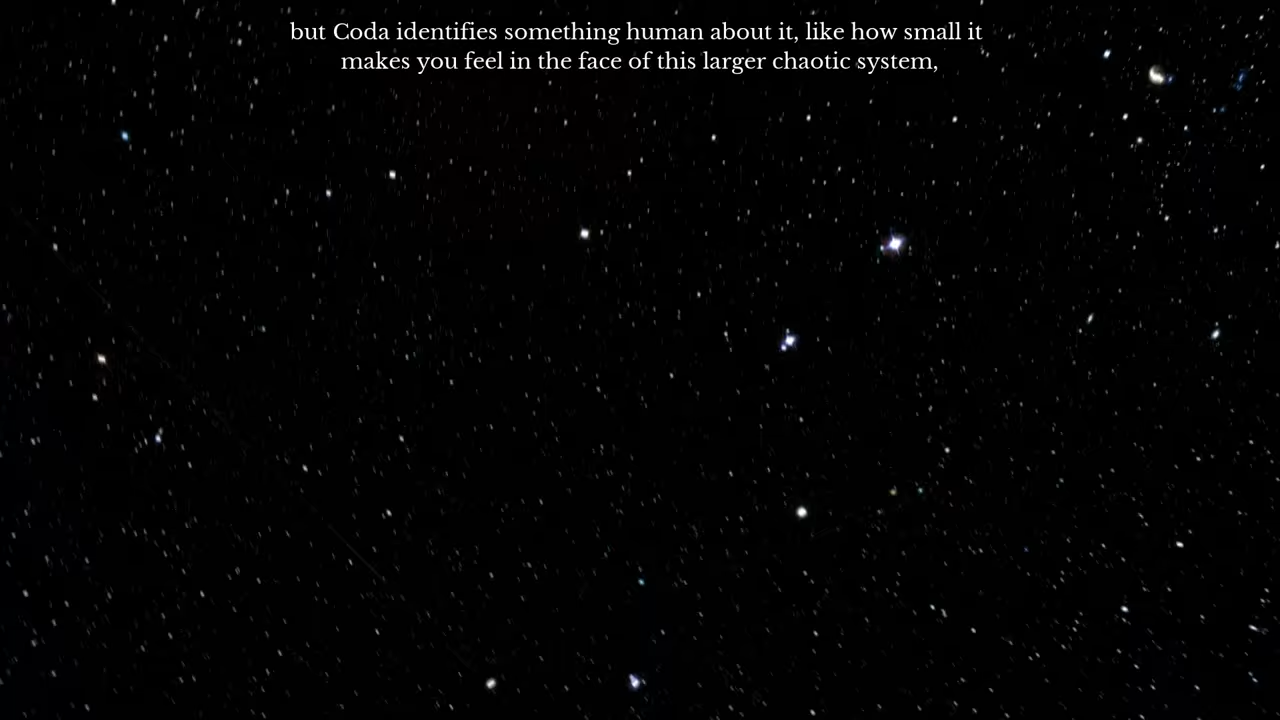 but Coda identifies something human about it, like how small it
makes you feel in the face of this larger chaotic system,